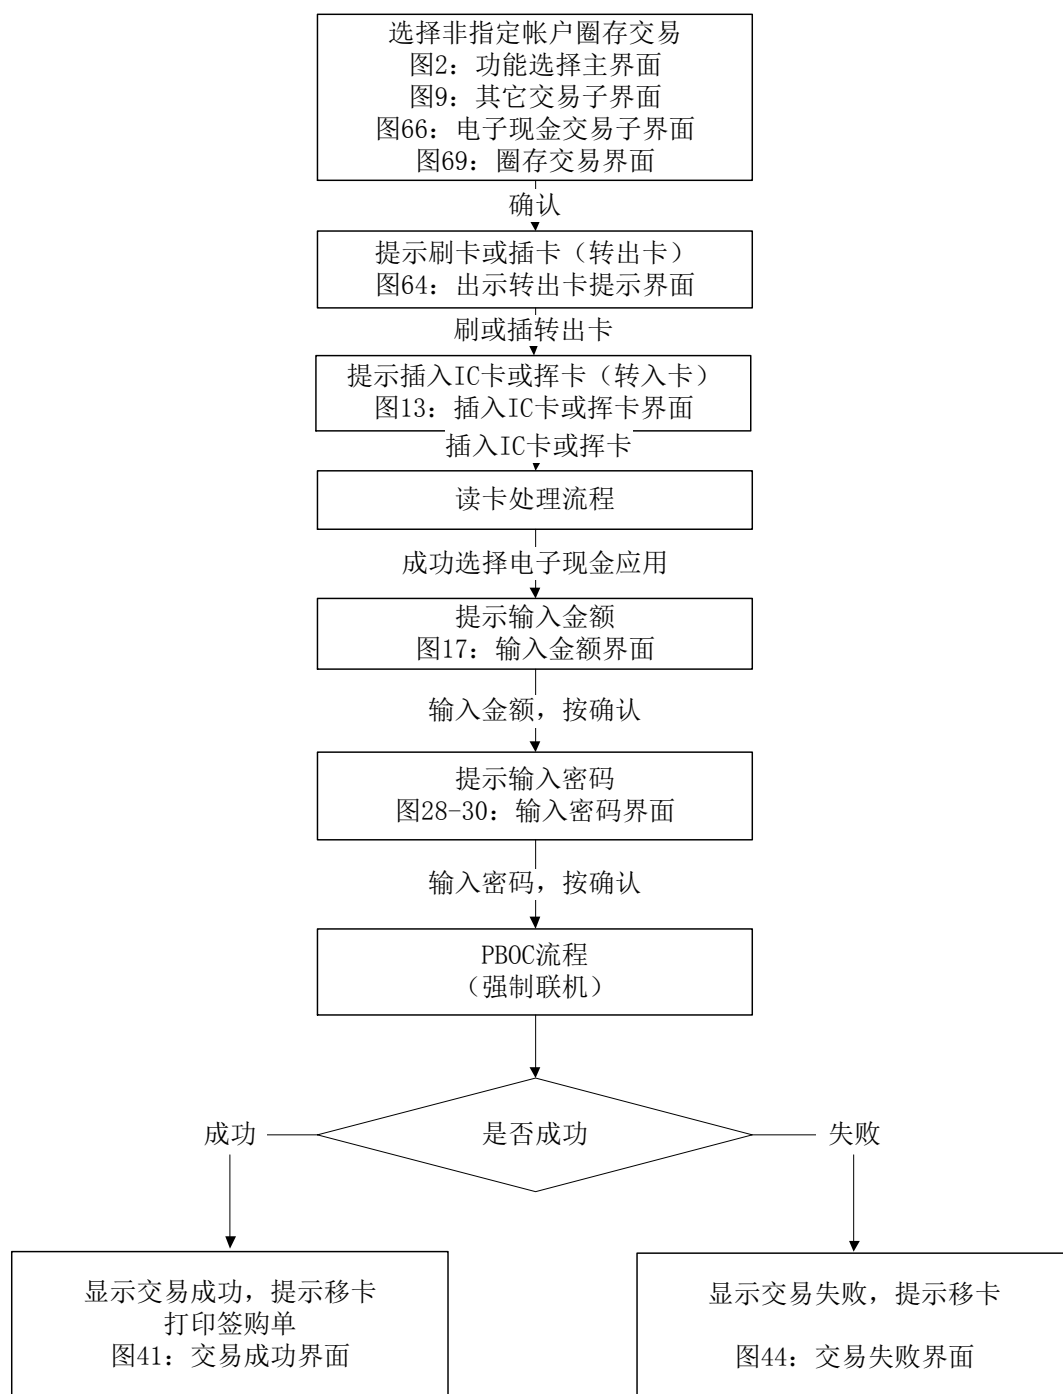 选择非指定帐户圈存交易
图2：功能选择主界面
图9：其它交易子界面
图66：电子现金交易子界面
图69：圈存交易界面
确认
提示刷卡或插卡（转出卡）
图64：出示转出卡提示界面
刷或插转出卡
提示插入IC卡或挥卡（转入卡）
图13：插入IC卡或挥卡界面
插入IC卡或挥卡
读卡处理流程
成功选择电子现金应用
提示输入金额
图17：输入金额界面
输入金额，按确认
提示输入密码
图28-30：输入密码界面
输入密码，按确认
PBOC流程
（强制联机）
成功
是否成功
失败
显示交易成功，提示移卡
打印签购单
图41：交易成功界面
显示交易失败，提示移卡
图44：交易失败界面